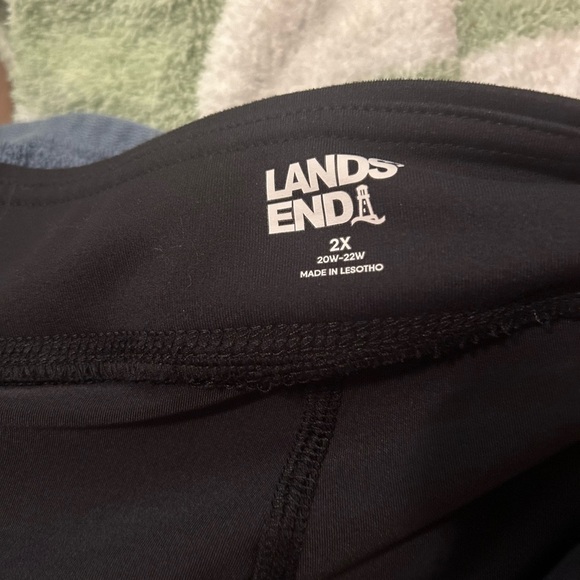 LANDS'
END
2X
20W-22W
MADE IN LESOTHO